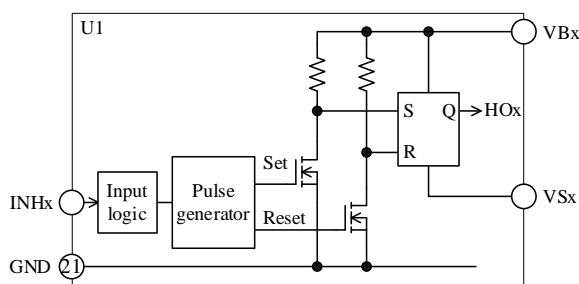 U1
VBx
S
Q
HOx
R
Set
Input
logic
Pulse
generator
INHx
VSx
Reset
GND
21